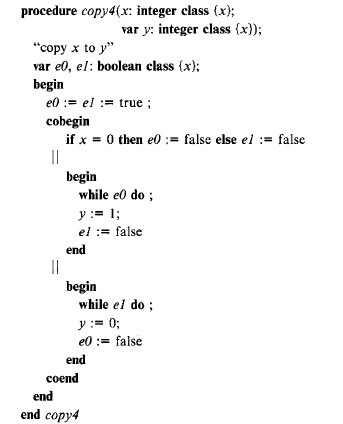 procedure copy4(x: integer class {x};
var y: integer class {x});
"copy x to y"
var e0, e1: boolean class {x};
begin
e0 := e1 := true ;
cobegin
if x = 0 then e0 := false else e1 := false
||
begin
while e0 do ;
y := 1;
e1 := false
end
||
begin
while e1 do ;
y := 0;
e0 := false
end
coend
end
end copy4